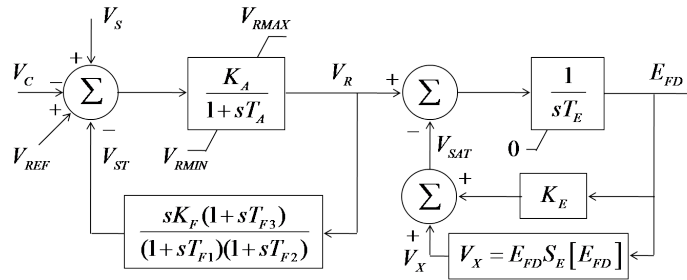 V_S
V_RMAX
V_C
+
−
+
−
Σ
K_A
1+sT_A
V_R
+
−
Σ
1
sT_E
E_FD
V_REF
V_ST
V_RMIN
V_SAT
0
sK_F(1+sT_F3)
(1+sT_F1)(1+sT_F2)
Σ
+
K_E
+
V_X
V_X = E_FD S_E[E_FD]